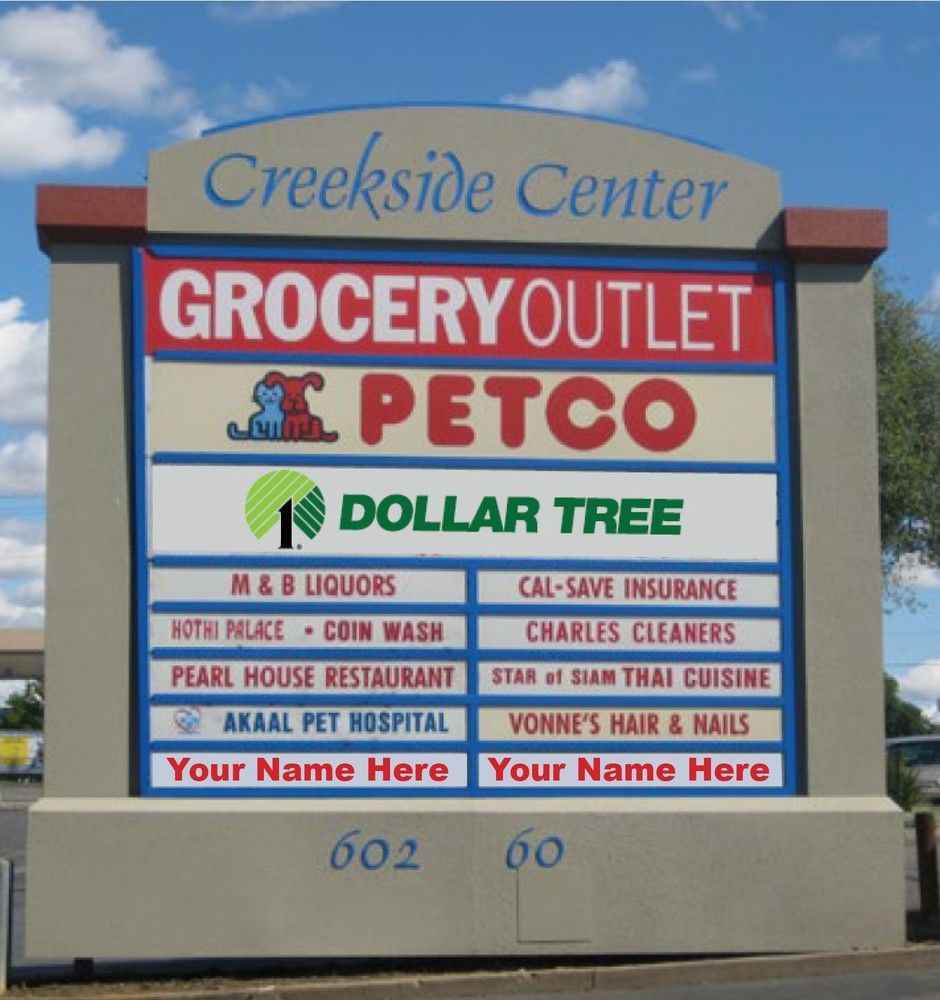 Creekside Center
GROCERY OUTLET
PETCO
1 DOLLAR TREE
M & B LIQUORS
CAL-SAVE INSURANCE
HOTHI PALACE • COIN WASH
CHARLES CLEANERS
PEARL HOUSE RESTAURANT
STAR of SIAM THAI CUISINE
AKAAL PET HOSPITAL
VONNE'S HAIR & NAILS
Your Name Here
Your Name Here
602 60